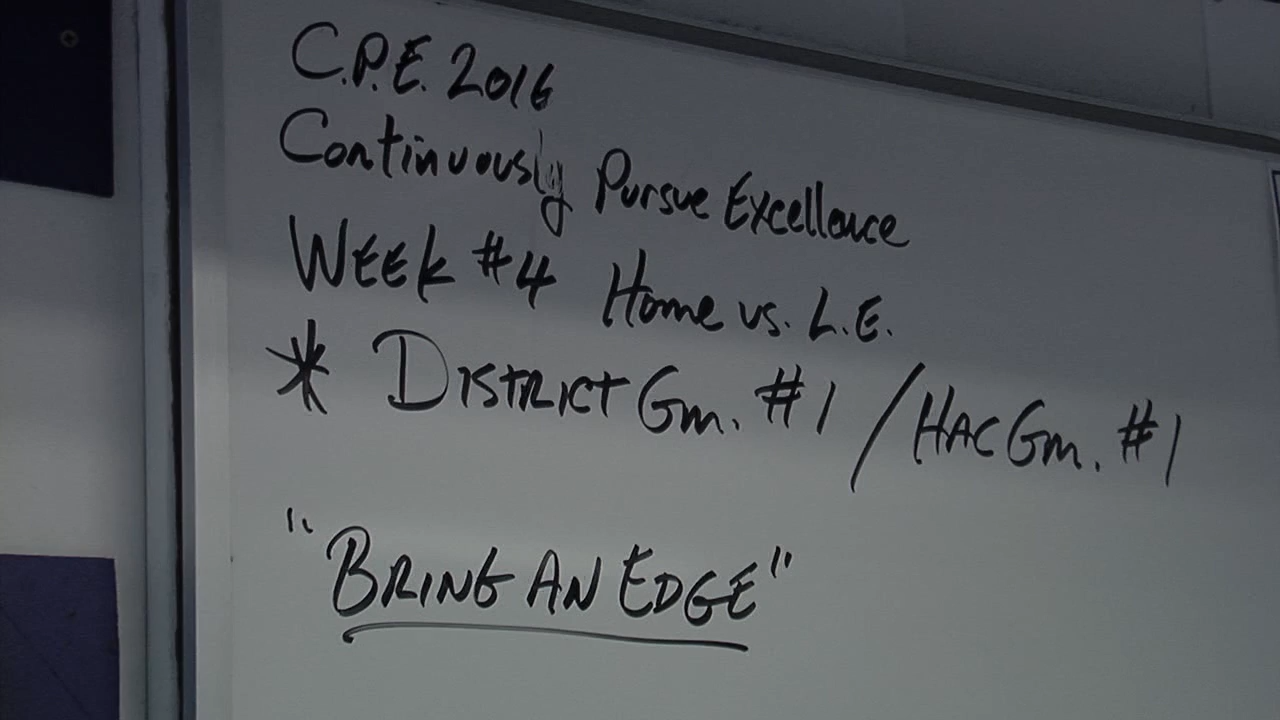 C.P.E. 2016
Continuously Pursue Excellence
WEEK #4 Home vs. L.E.
* DISTRICT Gm. #1 / HAC Gm. #1
"BRING AN EDGE"